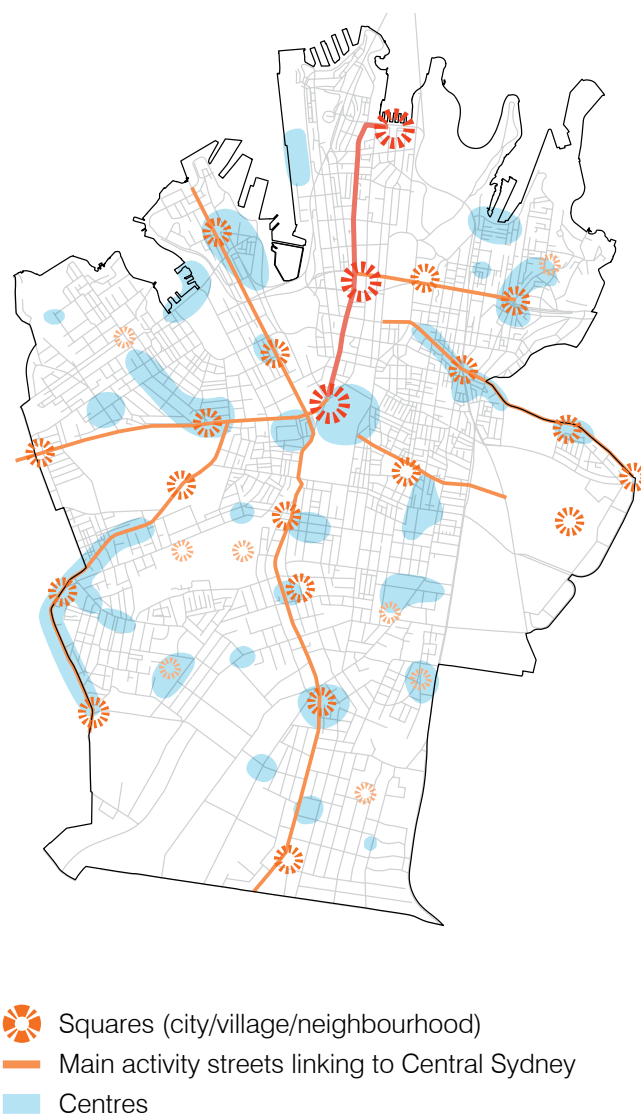 Squares (city/village/neighbourhood)
Main activity streets linking to Central Sydney
Centres